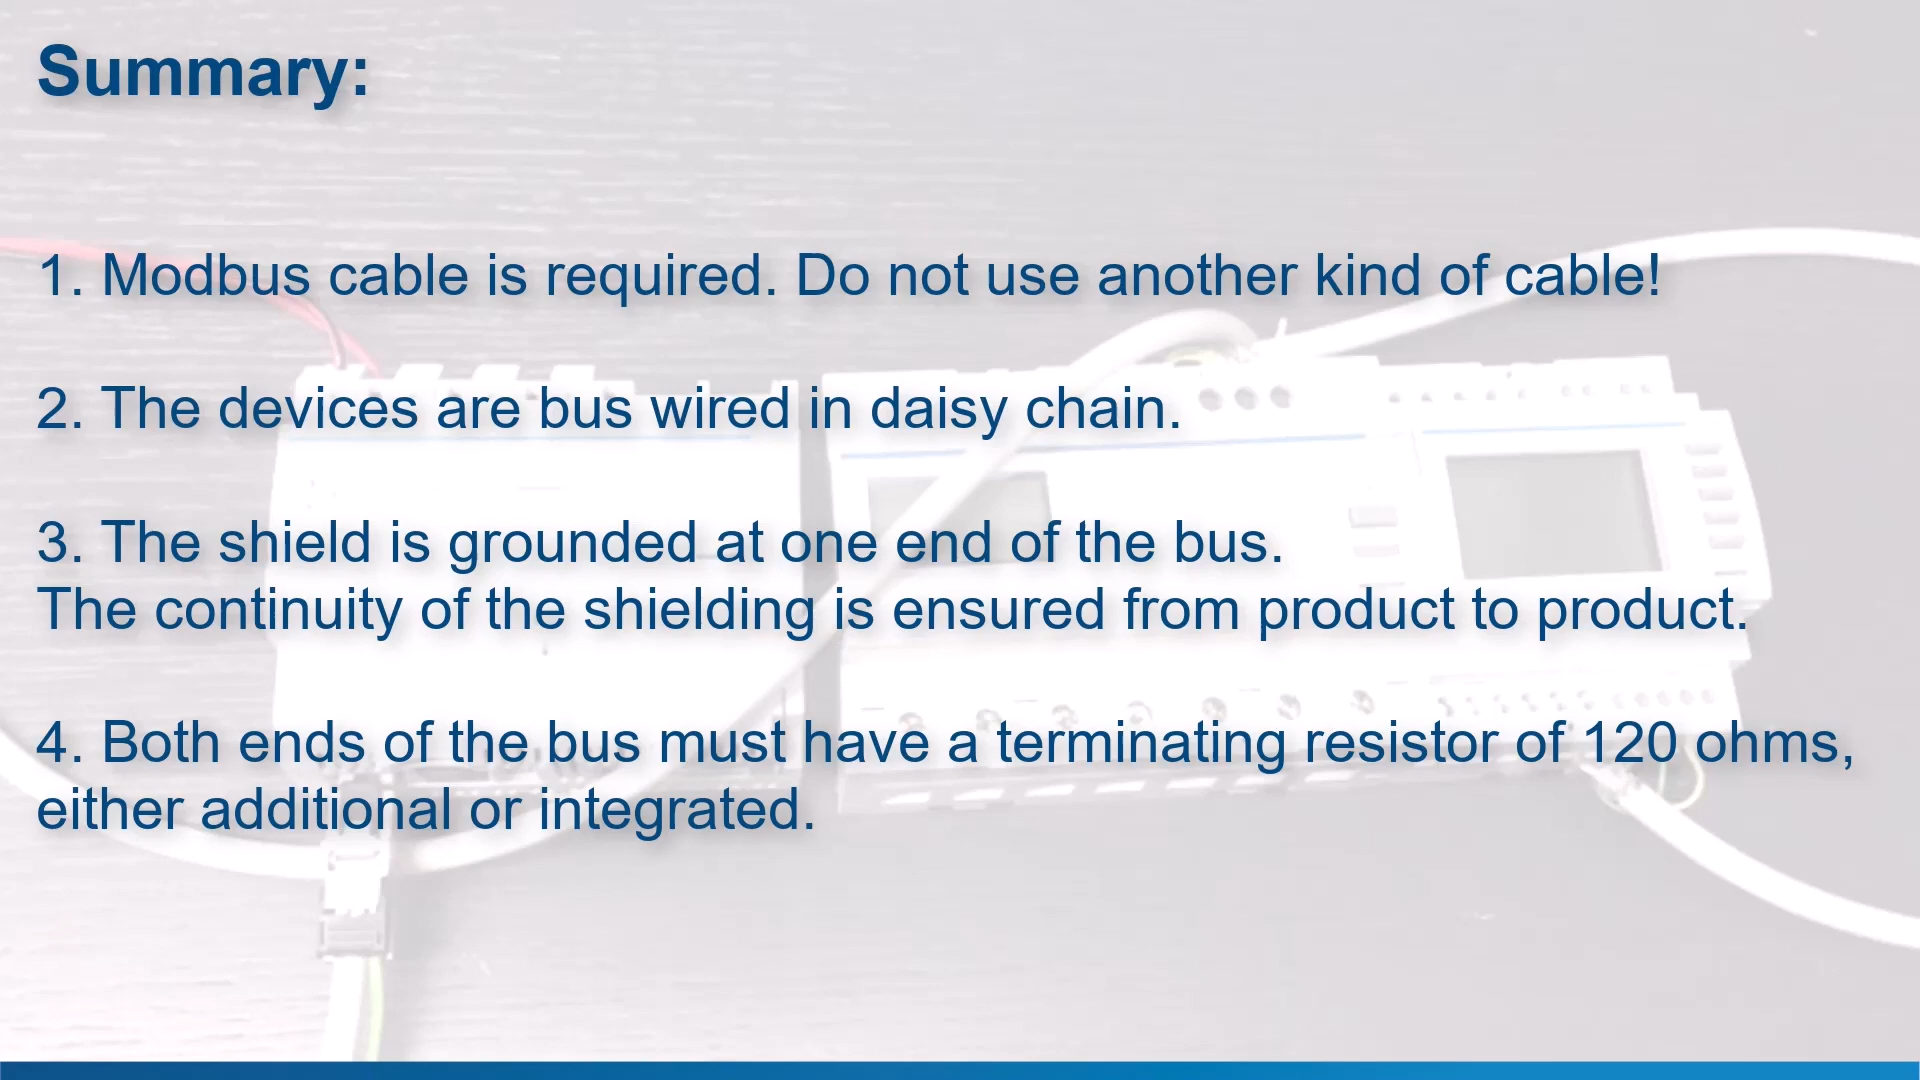 Summary:
1. Modbus cable is required. Do not use another kind of cable!
2. The devices are bus wired in daisy chain.
3. The shield is grounded at one end of the bus.
The continuity of the shielding is ensured from product to product.
4. Both ends of the bus must have a terminating resistor of 120 ohms,
either additional or integrated.